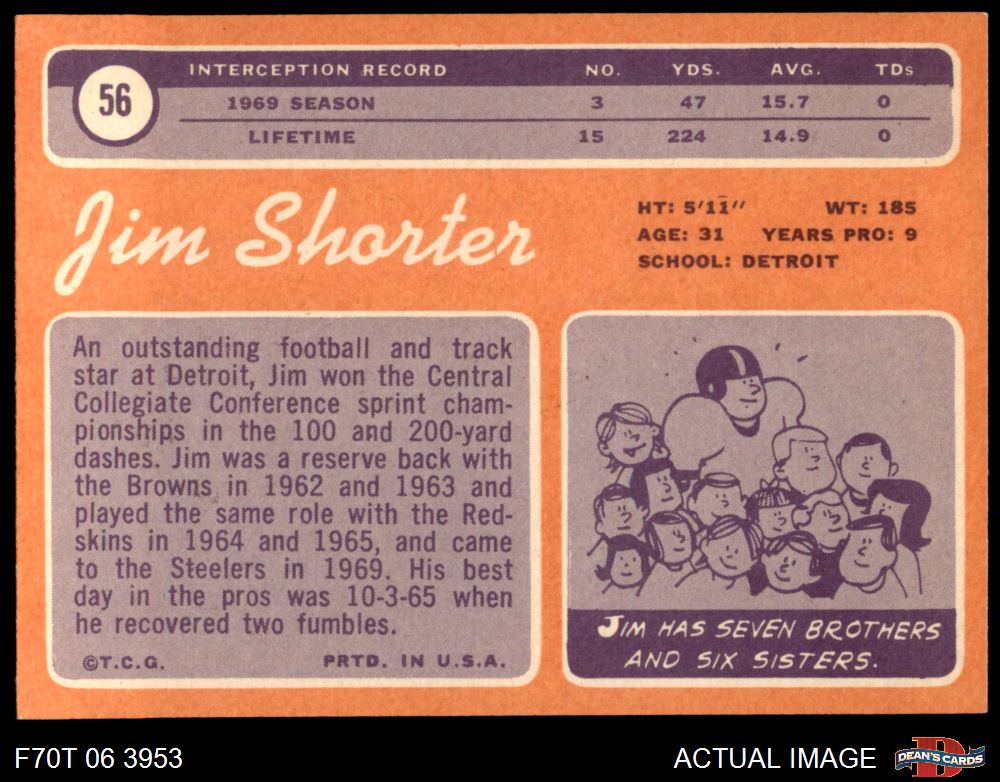 56
INTERCEPTION RECORD NO. YDS. AVG. TDs
1969 SEASON 3 47 15.7 0
LIFETIME 15 224 14.9 0
Jim Shorter
HT: 5'11" WT: 185
AGE: 31 YEARS PRO: 9
SCHOOL: DETROIT
An outstanding football and track
star at Detroit, Jim won the Central
Collegiate Conference sprint cham-
pionships in the 100 and 200-yard
dashes. Jim was a reserve back with
the Browns in 1962 and 1963 and
played the same role with the Red-
skins in 1964 and 1965, and came
to the Steelers in 1969. His best
day in the pros was 10-3-65 when
he recovered two fumbles.
©T.C.G. PRTD. IN U.S.A.
JIM HAS SEVEN BROTHERS
AND SIX SISTERS.
F70T 06 3953
ACTUAL IMAGE
DEAN'S CARDS